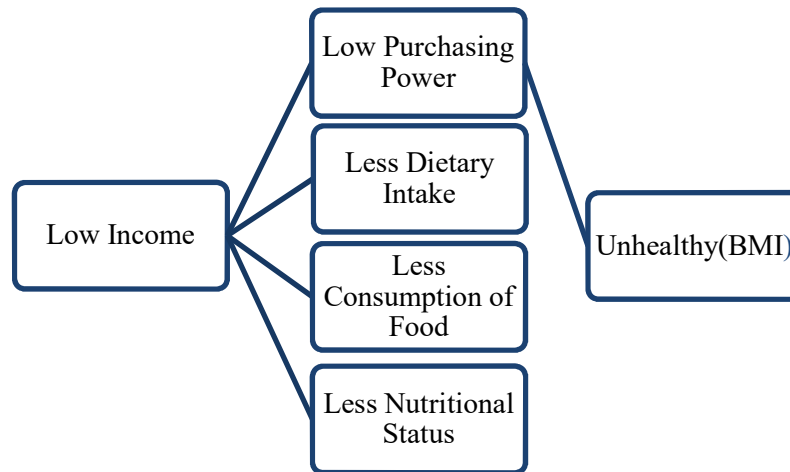 Low Purchasing
Power
Less Dietary
Intake
Low Income
Unhealthy(BMI)
Less
Consumption of
Food
Less Nutritional
Status